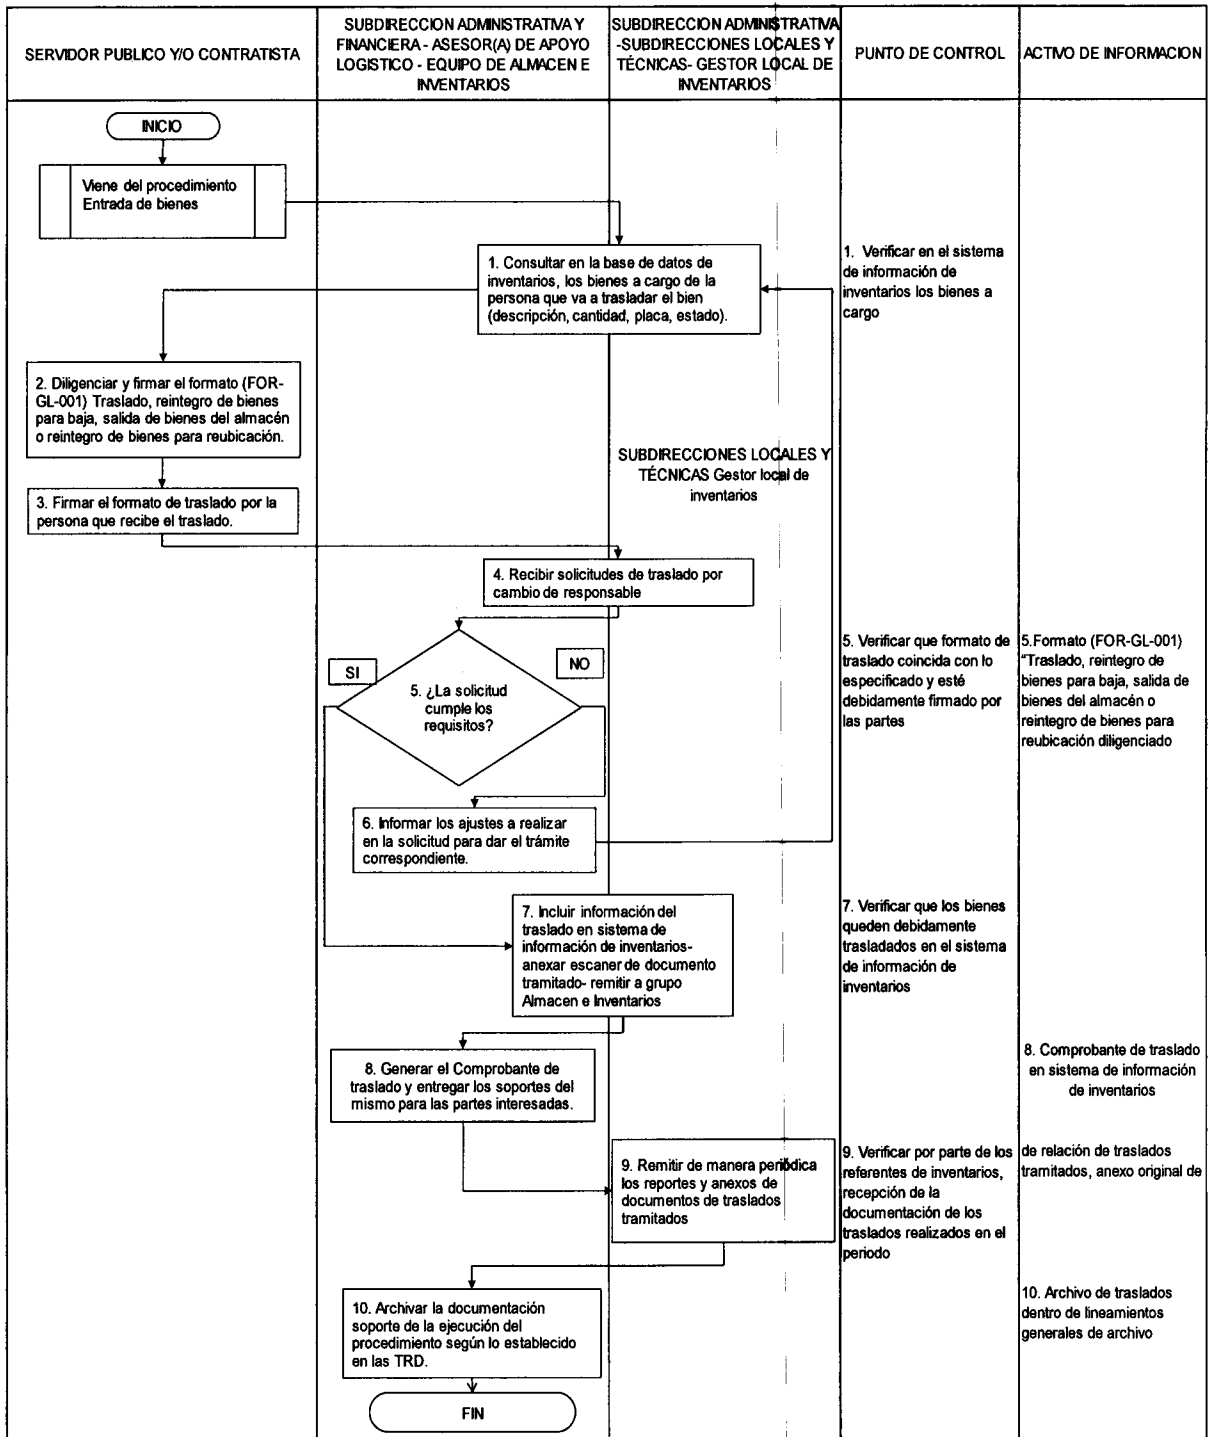 SERVIDOR PUBLICO Y/O CONTRATISTA
SUBDIRECCION ADMINISTRATIVA Y
FINANCIERA - ASESOR(A) DE APOYO
LOGISTICO - EQUIPO DE ALMACEN E
INVENTARIOS
SUBDIRECCION ADMINISTRATIVA
-SUBDIRECCIONES LOCALES Y
TÉCNICAS- GESTOR LOCAL DE
INVENTARIOS
PUNTO DE CONTROL
ACTIVO DE INFORMACION
INICIO
Viene del procedimiento
Entrada de bienes
1. Consultar en la base de datos de
inventarios, los bienes a cargo de la
persona que va a trasladar el bien
(descripción, cantidad, placa, estado).
1. Verificar en el sistema
de información de
inventarios los bienes a
cargo
2. Diligenciar y firmar el formato (FOR-
GL-001) Traslado, reintegro de bienes
para baja, salida de bienes del almacén
o reintegro de bienes para reubicación.
SUBDIRECCIONES LOCALES Y
TÉCNICAS Gestor local de
inventarios
3. Firmar el formato de traslado por la
persona que recibe el traslado.
4. Recibir solicitudes de traslado por
cambio de responsable
SI
NO
5. ¿La solicitud
cumple los
requisitos?
5. Verificar que formato de
traslado coincida con lo
especificado y esté
debidamente firmado por
las partes
5.Formato (FOR-GL-001)
"Traslado, reintegro de
bienes para baja, salida de
bienes del almacén o
reintegro de bienes para
reubicación diligenciado
6. Informar los ajustes a realizar
en la solicitud para dar el trámite
correspondiente.
7. Incluir información del
traslado en sistema de
información de inventarios-
anexar escaner de documento
tramitado- remitir a grupo
Almacen e Inventarios
7. Verificar que los bienes
queden debidamente
trasladados en el sistema
de información de
inventarios
8. Generar el Comprobante de
traslado y entregar los soportes del
mismo para las partes interesadas.
8. Comprobante de traslado
en sistema de información
de inventarios
9. Remitir de manera periódica
los reportes y anexos de
documentos de traslados
tramitados
9. Verificar por parte de los
referentes de inventarios,
recepción de la
documentación de los
traslados realizados en el
periodo
de relación de traslados
tramitados, anexo original de
10. Archivar la documentación
soporte de la ejecución del
procedimiento según lo establecido
en las TRD.
10. Archivo de traslados
dentro de lineamientos
generales de archivo
FIN